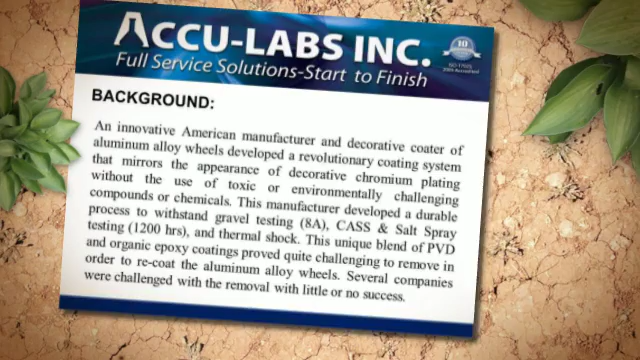 ACCU-LABS INC.
Full Service Solutions-Start to Finish
10
BACKGROUND:
An innovative American manufacturer and decorative coater of
aluminum alloy wheels developed a revolutionary coating system
that mirrors the appearance of decorative chromium plating
without the use of toxic or environmentally challenging
compounds or chemicals. This manufacturer developed a durable
process to withstand gravel testing (8A), CASS & Salt Spray
testing (1200 hrs), and thermal shock. This unique blend of PVD
and organic epoxy coatings proved quite challenging to remove in
order to re-coat the aluminum alloy wheels. Several companies
were challenged with the removal with little or no success.